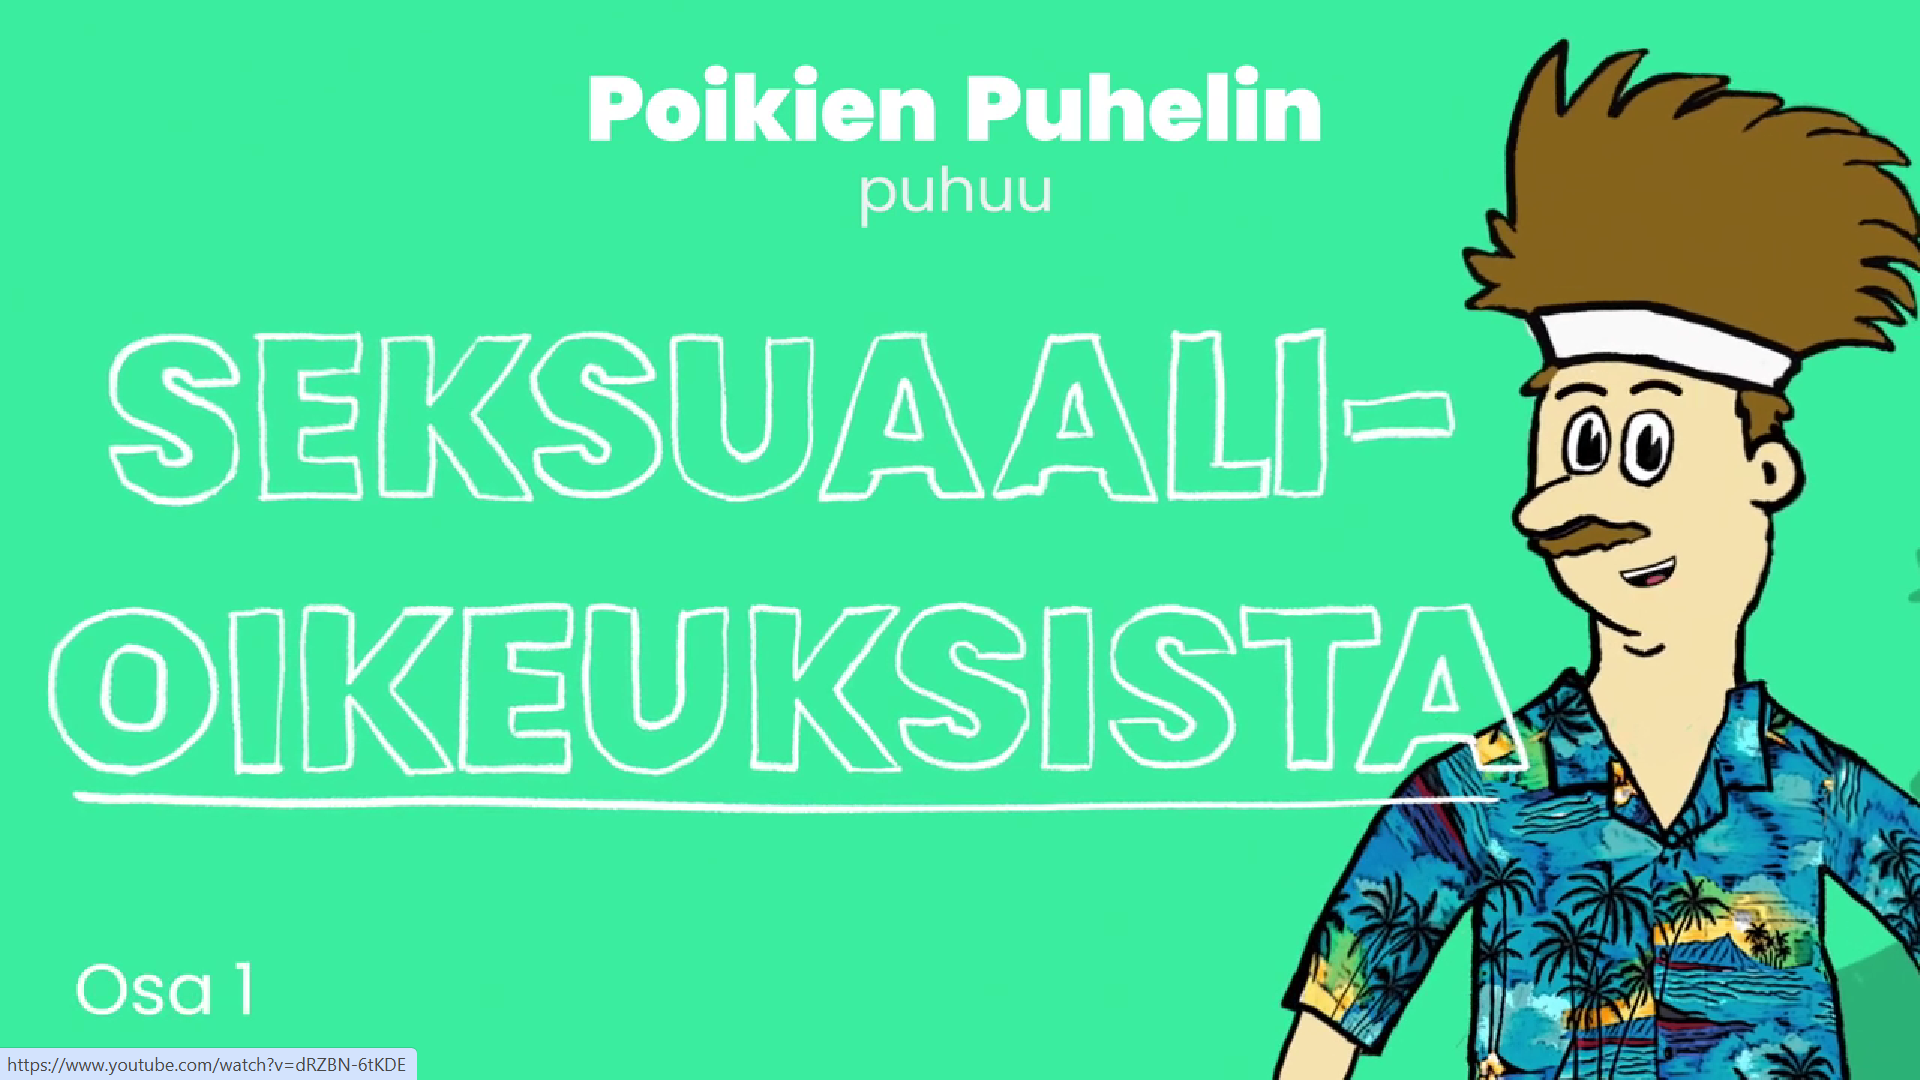 Poikien Puhelin
puhuu
SEKSUAALI-
OIKEUKSISTA
Osa 1
https://www.youtube.com/watch?v=dRZBN-6tKDE